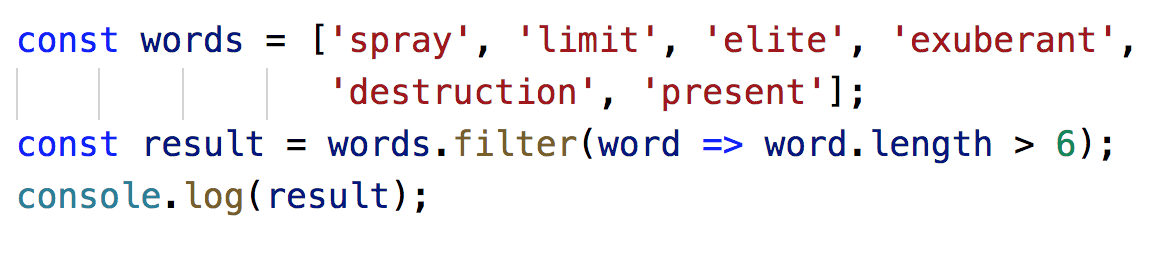 const words = ['spray', 'limit', 'elite', 'exuberant',
'destruction', 'present'];
const result = words.filter(word => word.length > 6);
console.log(result);